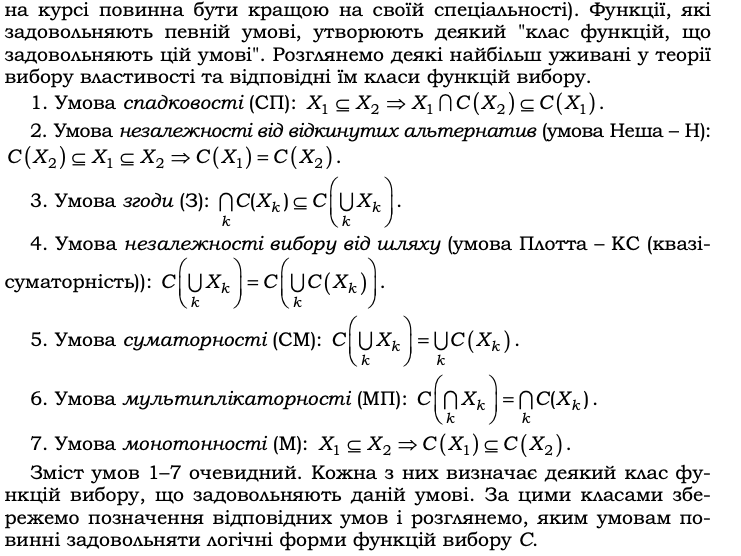 на курсі повинна бути кращою на своїй спеціальності). Функції, які
задовольняють певній умові, утворюють деякий "клас функцій, що
задовольняють цій умові". Розглянемо деякі найбільш уживані у теорії
вибору властивості та відповідні їм класи функцій вибору.
1. Умова спадковості (СП): X₁ ⊆ X₂ ⇒ X₁ ⋂ C(X₂) ⊆ C(X₁).
2. Умова незалежності від відкинутих альтернатив (умова Неша – Н):
C(X₂) ⊆ X₁ ⊆ X₂ ⇒ C(X₁) = C(X₂).
3. Умова згоди (З): ⋂ₖ C(Xₖ) ⊆ C(⋃ₖ Xₖ).
4. Умова незалежності вибору від шляху (умова Плотта – КС (квазі-
суматорність)): C(⋃ₖ Xₖ) = C(⋃ₖ C(Xₖ)).
5. Умова суматорності (СМ): C(⋃ₖ Xₖ) = ⋃ₖ C(Xₖ).
6. Умова мультиплікаторності (МП): C(⋂ₖ Xₖ) = ⋂ₖ C(Xₖ).
7. Умова монотонності (М): X₁ ⊆ X₂ ⇒ C(X₁) ⊆ C(X₂).
Зміст умов 1–7 очевидний. Кожна з них визначає деякий клас фу-
нкцій вибору, що задовольняють даній умові. За цими класами збе-
режемо позначення відповідних умов і розглянемо, яким умовам по-
винні задовольняти логічні форми функцій вибору C.